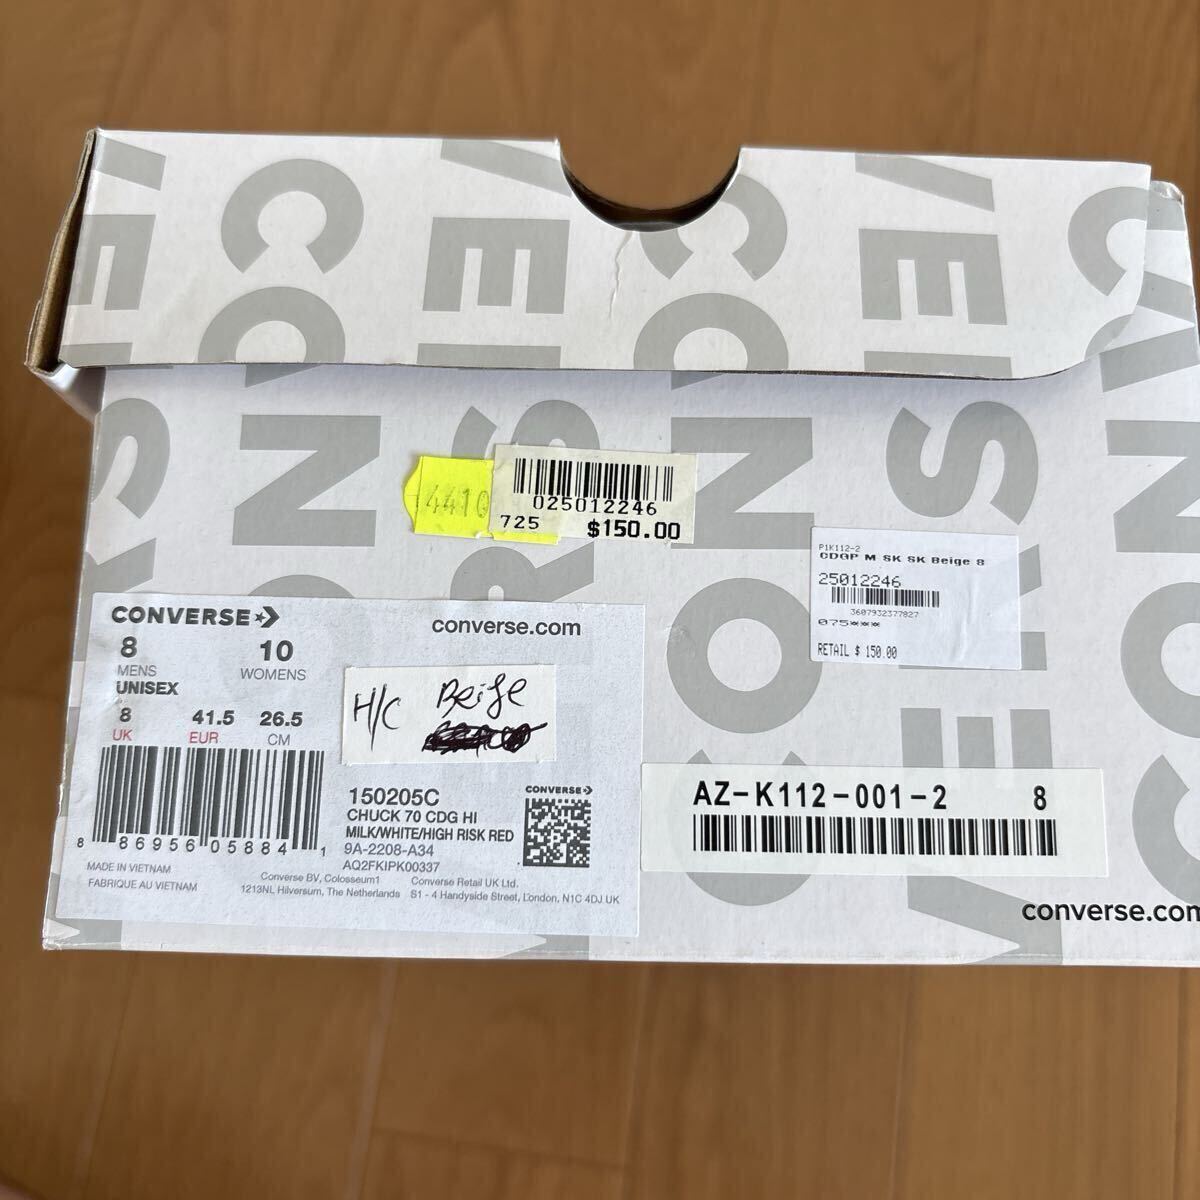 4410
025012246
725 $150.00
P1K112-2
CDGP M SK SK Beige 8
25012246
3607932377827
075***
RETAIL $ 150.00
CONVERSE
converse.com
8 10
MENS WOMENS
UNISEX
8 41.5 26.5
UK EUR CM
H/C Beige
8 86956 05884 1
150205C
CHUCK 70 CDG HI
MILK/WHITE/HIGH RISK RED
9A-2208-A34
AQ2FKIPK00337
CONVERSE
MADE IN VIETNAM
FABRIQUE AU VIETNAM
Converse BV, Colosseum1
1213NL Hilversum, The Netherlands
Converse Retail UK Ltd.
S1 - 4 Handyside Street, London, N1C 4DJ UK
AZ-K112-001-2 8
converse.com